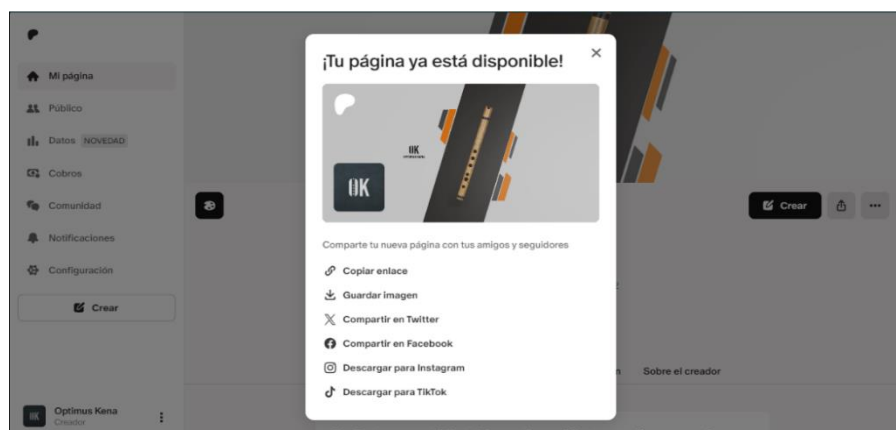 Mi página
Público
Datos NOVEDAD
Cobros
Comunidad
Notificaciones
Configuración
Crear
Optimus Kena
Creador
¡Tu página ya está disponible!
ÜK
ÜK
Comparte tu nueva página con tus amigos y seguidores
Copiar enlace
Guardar imagen
Compartir en Twitter
Compartir en Facebook
Descargar para Instagram
Descargar para TikTok
Crear
Sobre el creador